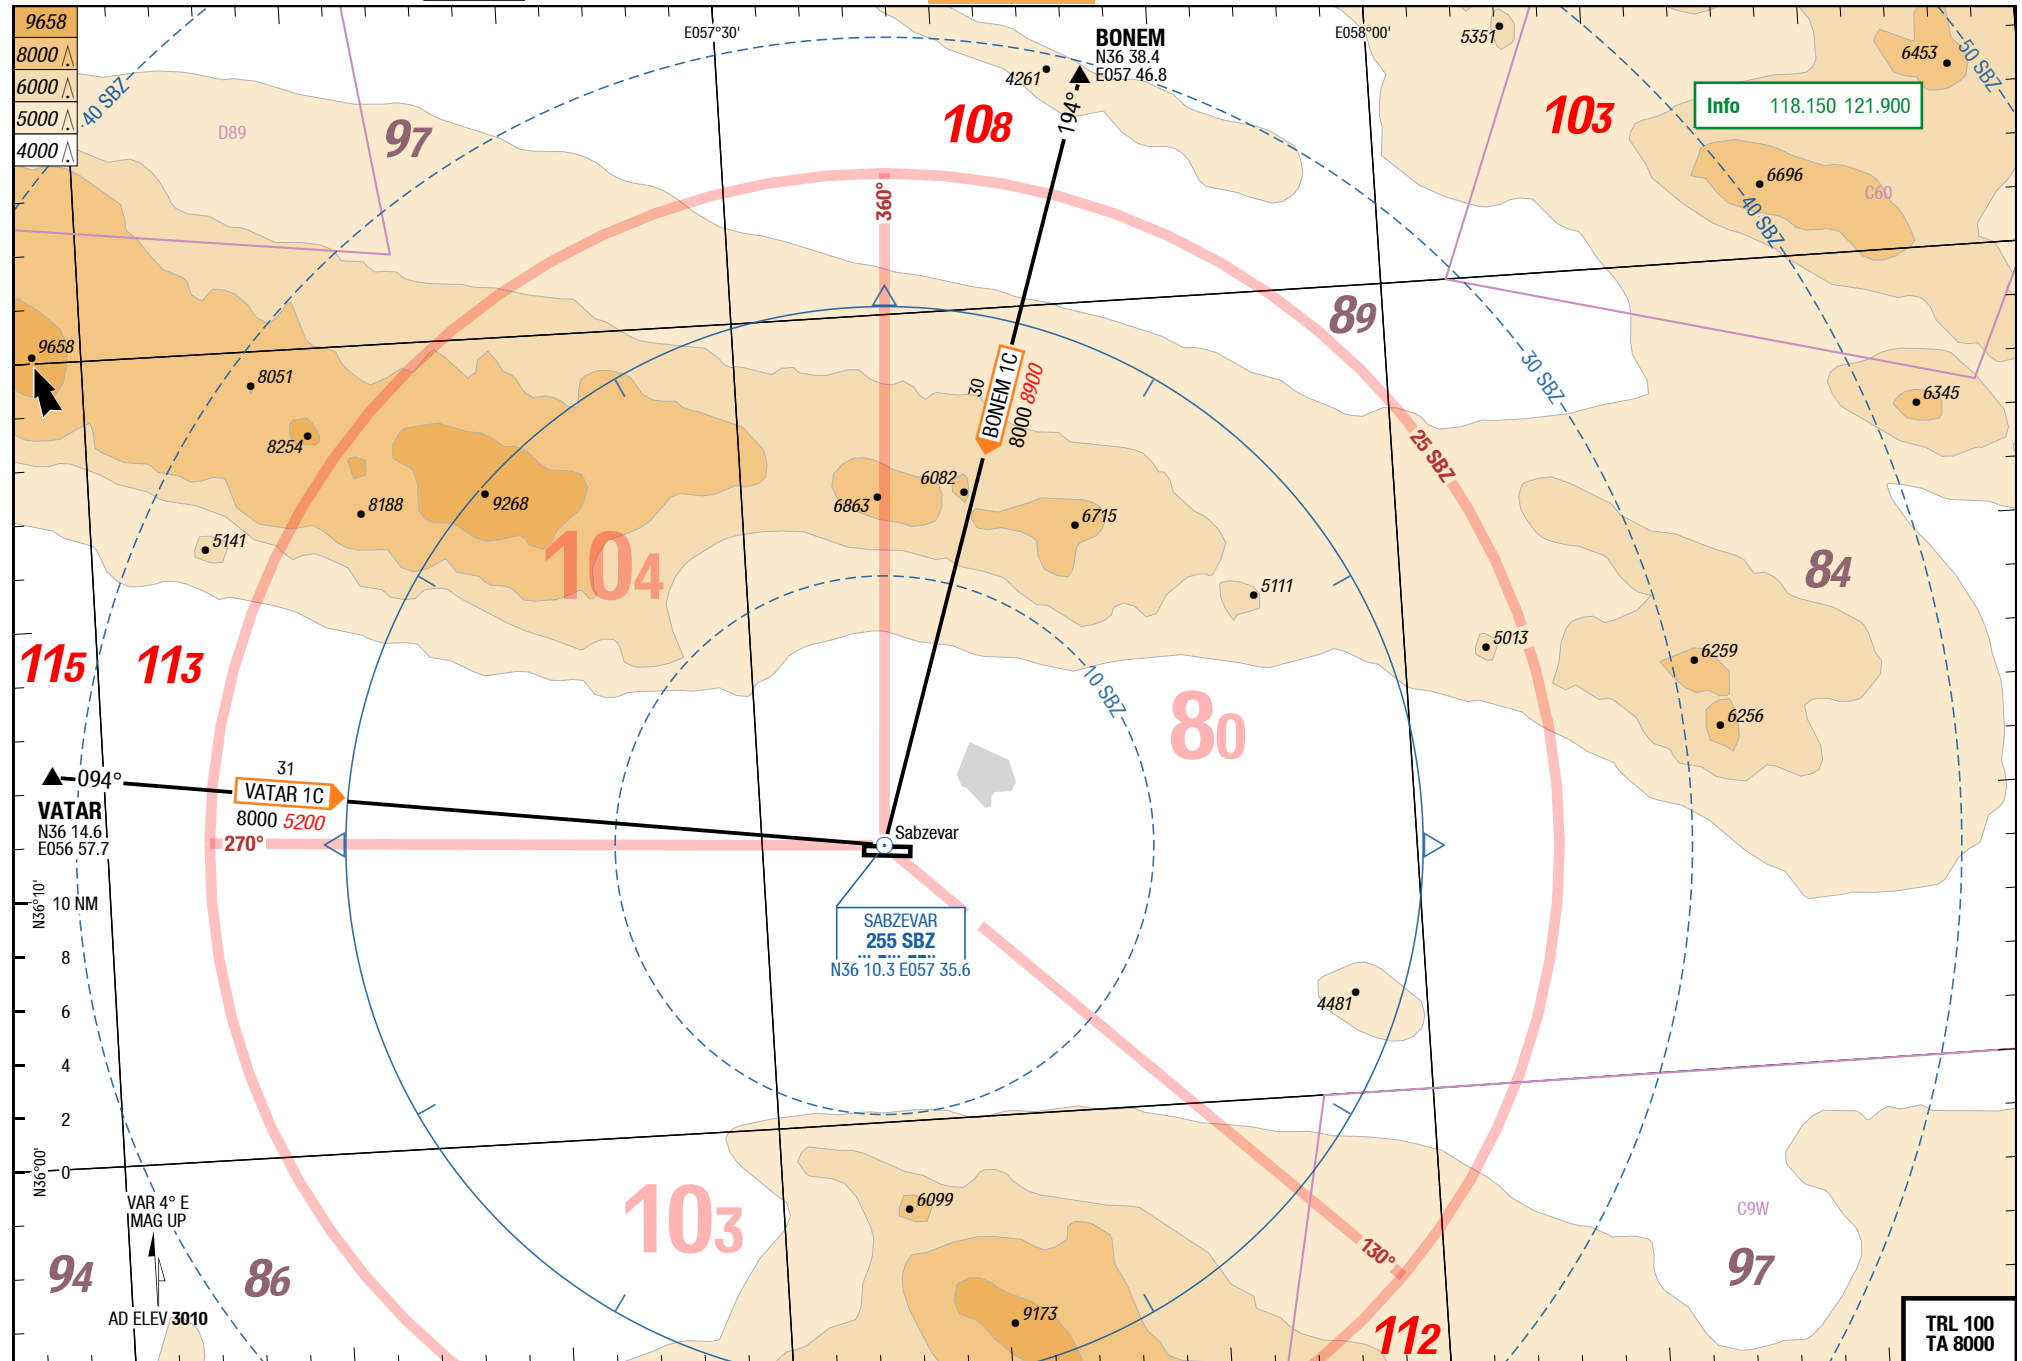 9658
8000
6000
5000
4000
40 SBZ
D89
97
E057°30'
4261
BONEM
N36 38.4
E057 46.8
194°
108
E058°00'
5351
103
Info 118.150 121.900
6453
50 SBZ
6696
C60
40 SBZ
360°
89
9658
8051
8254
8188
9268
5141
104
30
BONEM 1C
8000 8900
6863
6082
6715
5111
30 SBZ
25 SBZ
6345
84
5013
6259
6256
115
113
10 SBZ
80
094°
31
VATAR 1C
8000 5200
VATAR
N36 14.6
E056 57.7
270°
Sabzevar
SABZEVAR
255 SBZ
N36 10.3 E057 35.6
N36°10'
10 NM
8
6
4
2
0
N36°00'
4481
VAR 4° E
MAG UP
94
86
AD ELEV 3010
103
6099
9173
130°
112
C9W
97
TRL 100
TA 8000